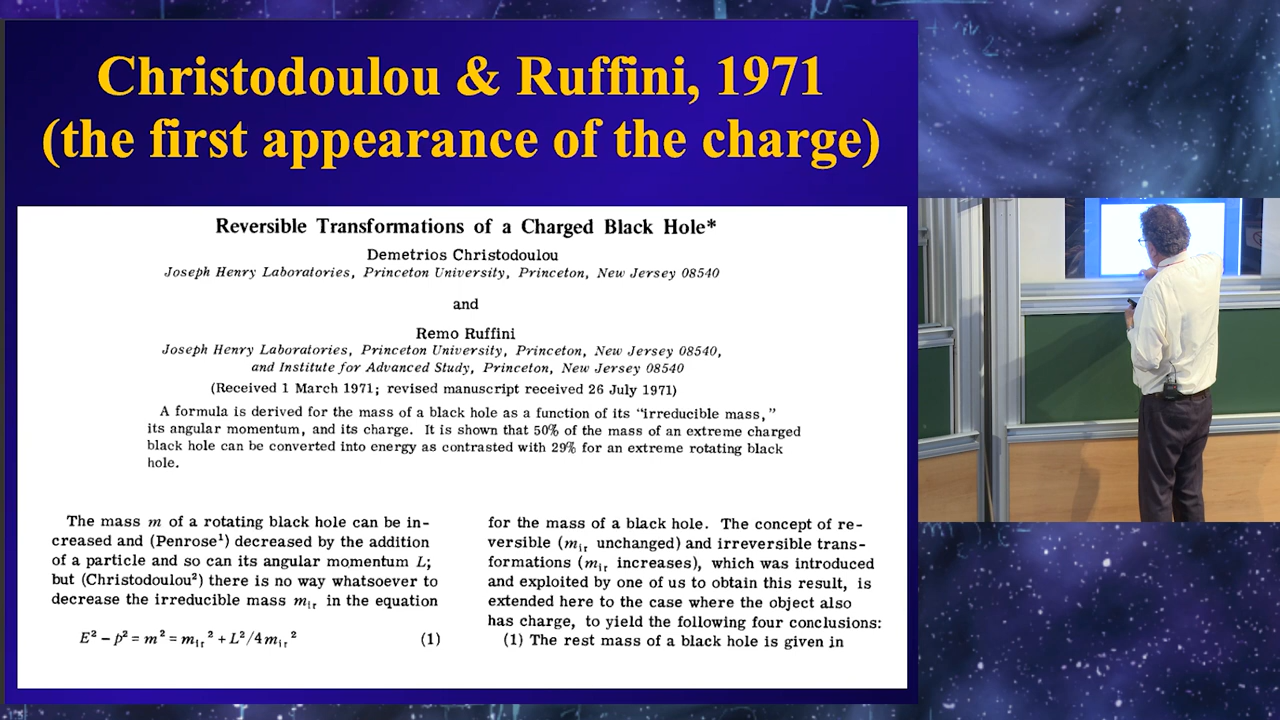 Christodoulou & Ruffini, 1971
(the first appearance of the charge)
Reversible Transformations of a Charged Black Hole*
Demetrios Christodoulou
Joseph Henry Laboratories, Princeton University, Princeton, New Jersey 08540
and
Remo Ruffini
Joseph Henry Laboratories, Princeton University, Princeton, New Jersey 08540,
and Institute for Advanced Study, Princeton, New Jersey 08540
(Received 1 March 1971; revised manuscript received 26 July 1971)
A formula is derived for the mass of a black hole as a function of its “irreducible mass,”
its angular momentum, and its charge. It is shown that 50% of the mass of an extreme charged
black hole can be converted into energy as contrasted with 29% for an extreme rotating black
hole.
The mass m of a rotating black hole can be in-
creased and (Penrose¹) decreased by the addition
of a particle and so can its angular momentum L;
but (Christodoulou²) there is no way whatsoever to
decrease the irreducible mass m_ir in the equation
E² – p² = m² = m_ir² + L²/4m_ir² (1)
for the mass of a black hole. The concept of re-
versible (m_ir unchanged) and irreversible trans-
formations (m_ir increases), which was introduced
and exploited by one of us to obtain this result, is
extended here to the case where the object also
has charge, to yield the following four conclusions:
(1) The rest mass of a black hole is given in